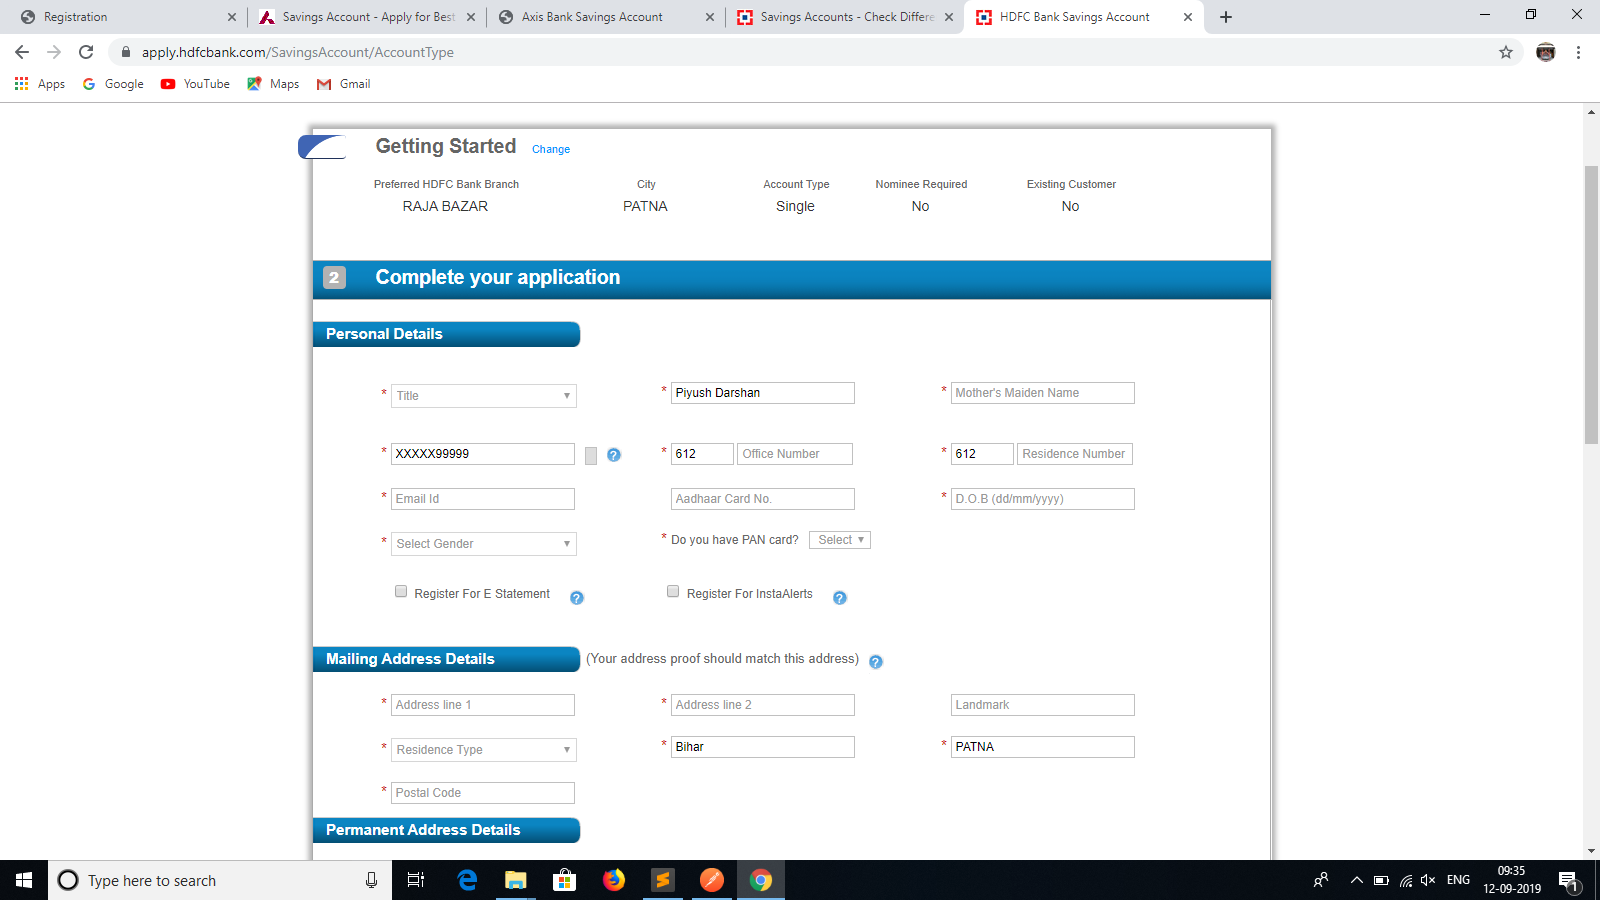 Registration
Savings Account - Apply for Best
Axis Bank Savings Account
Savings Accounts - Check Differe
HDFC Bank Savings Account
apply.hdfcbank.com/SavingsAccount/AccountType
Apps Google YouTube Maps Gmail
Getting Started Change
Preferred HDFC Bank Branch City Account Type Nominee Required Existing Customer
RAJA BAZAR PATNA Single No No
2 Complete your application
Personal Details
* Title * Piyush Darshan * Mother's Maiden Name
* XXXXX99999 ? * 612 Office Number * 612 Residence Number
* Email Id Aadhaar Card No. * D.O.B (dd/mm/yyyy)
* Select Gender * Do you have PAN card? Select
Register For E Statement ? Register For InstaAlerts ?
Mailing Address Details (Your address proof should match this address) ?
* Address line 1 * Address line 2 Landmark
* Residence Type * Bihar * PATNA
* Postal Code
Permanent Address Details
Type here to search
ENG
09:35
12-09-2019
1